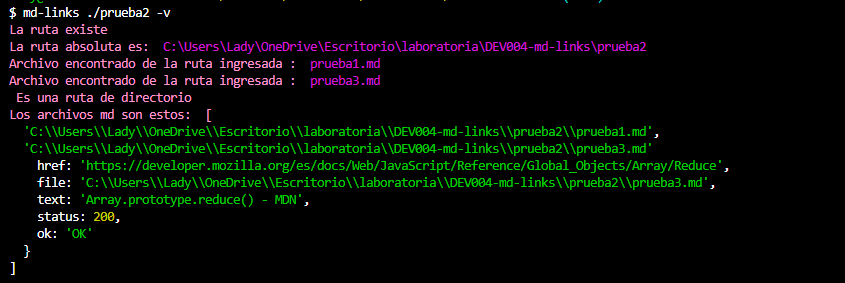 $ md-links ./prueba2 -v
La ruta existe
La ruta absoluta es:  C:\Users\Lady\OneDrive\Escritorio\laboratoria\DEV004-md-links\prueba2
Archivo encontrado de la ruta ingresada :  prueba1.md
Archivo encontrado de la ruta ingresada :  prueba3.md
 Es una ruta de directorio
Los archivos md son estos:  [
  'C:\\Users\\Lady\\OneDrive\\Escritorio\\laboratoria\\DEV004-md-links\\prueba2\\prueba1.md',
  'C:\\Users\\Lady\\OneDrive\\Escritorio\\laboratoria\\DEV004-md-links\\prueba2\\prueba3.md'
    href: 'https://developer.mozilla.org/es/docs/Web/JavaScript/Reference/Global_Objects/Array/Reduce',
    file: 'C:\\Users\\Lady\\OneDrive\\Escritorio\\laboratoria\\DEV004-md-links\\prueba2\\prueba3.md',
    text: 'Array.prototype.reduce() - MDN',
    status: 200,
    ok: 'OK'
  }
]